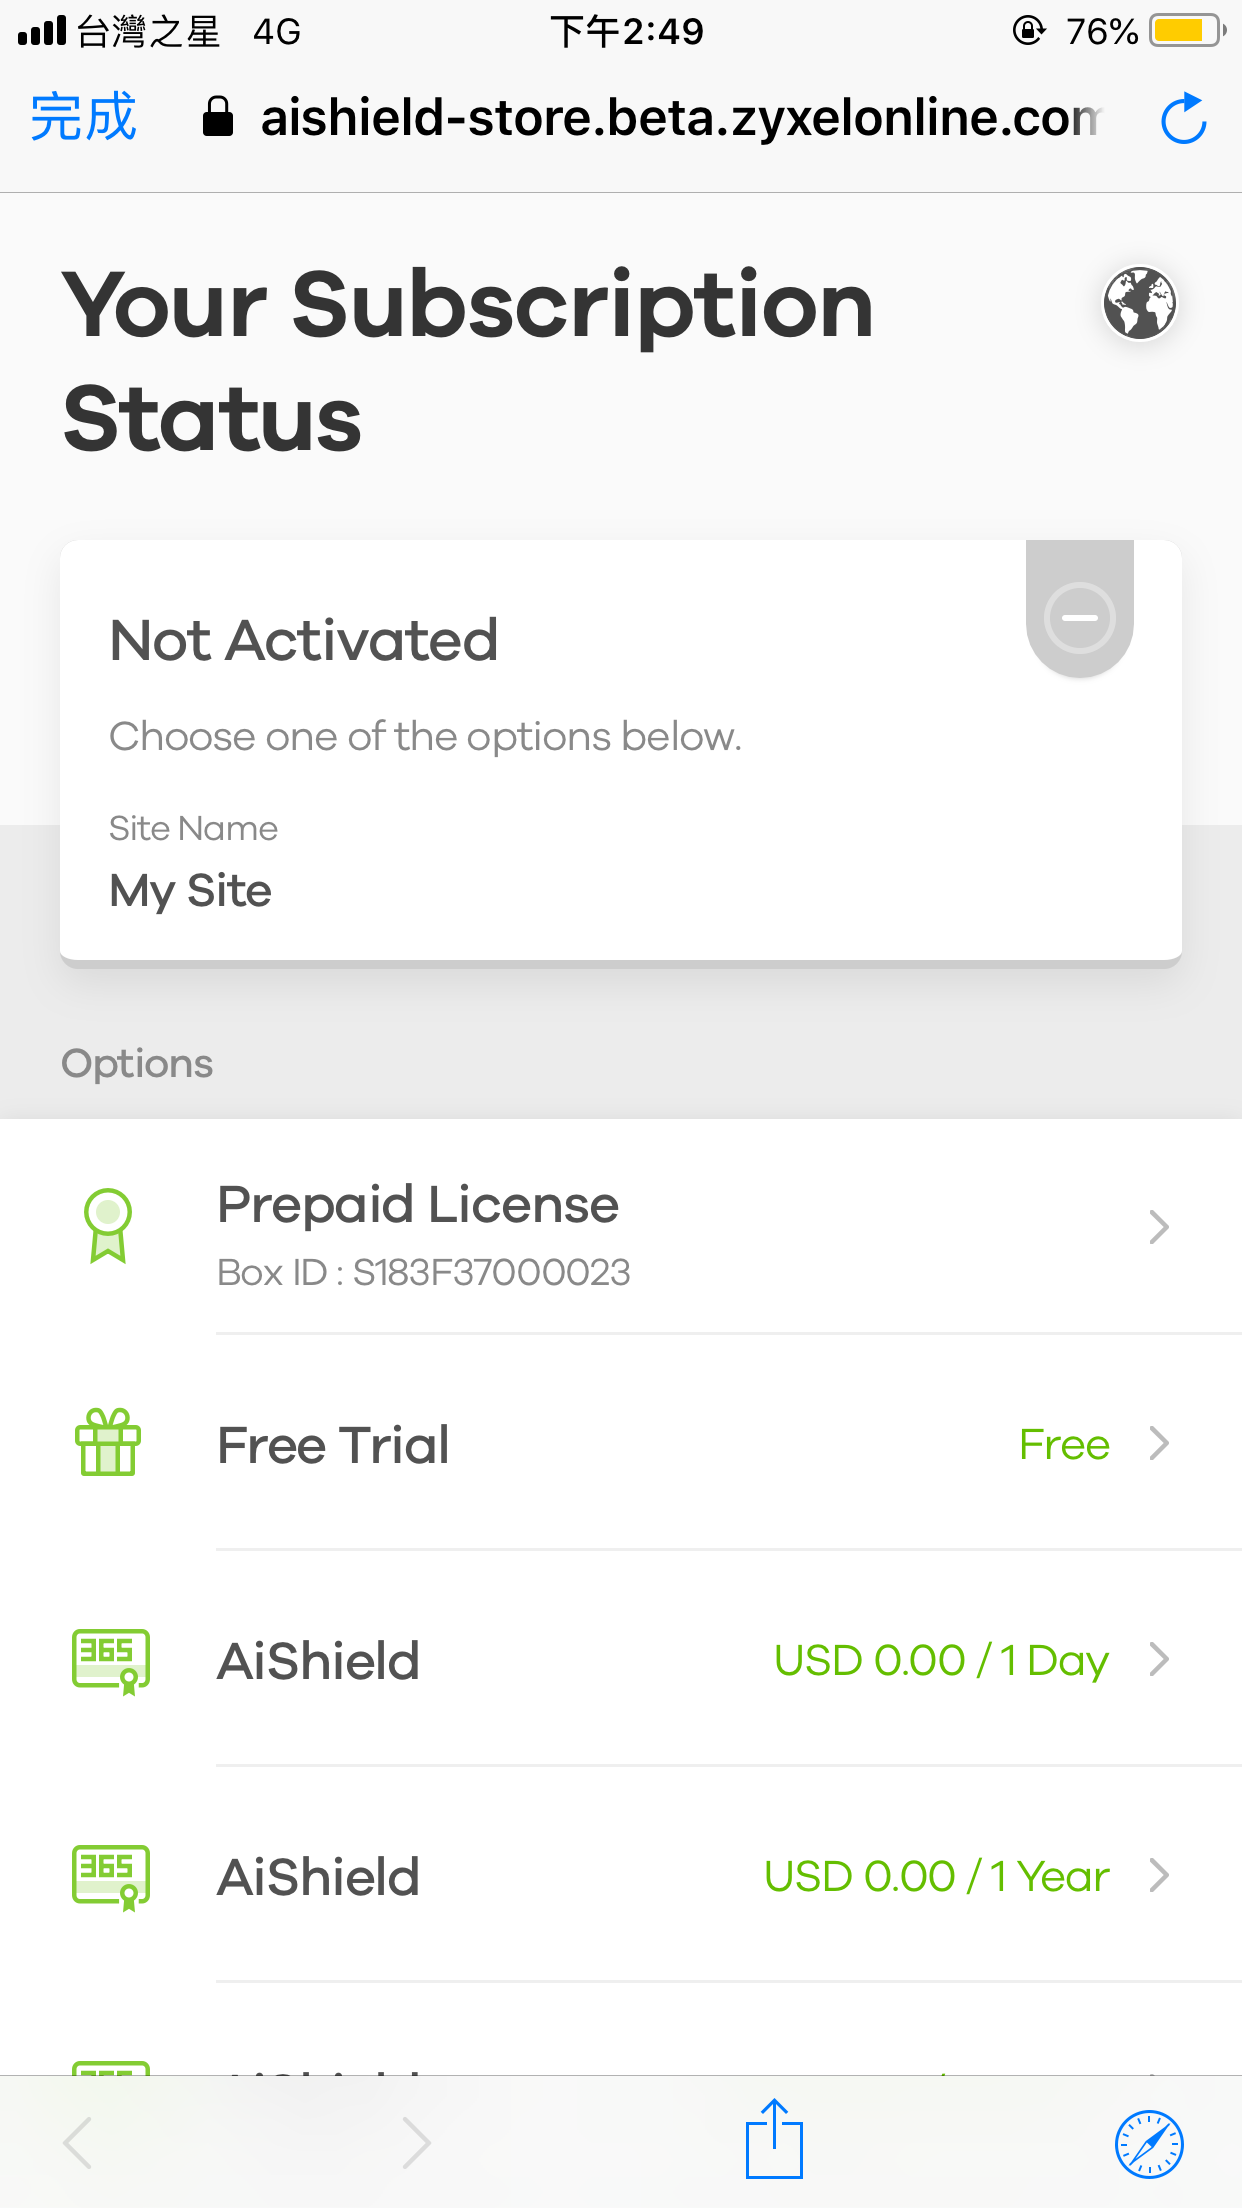 台灣之星 4G 下午2:49 76%
完成 aishield-store.beta.zyxelonline.com
Your Subscription
Status
Not Activated
Choose one of the options below.
Site Name
My Site
Options
Prepaid License
Box ID : S183F37000023
Free Trial Free
365 AiShield USD 0.00 / 1 Day
365 AiShield USD 0.00 / 1 Year